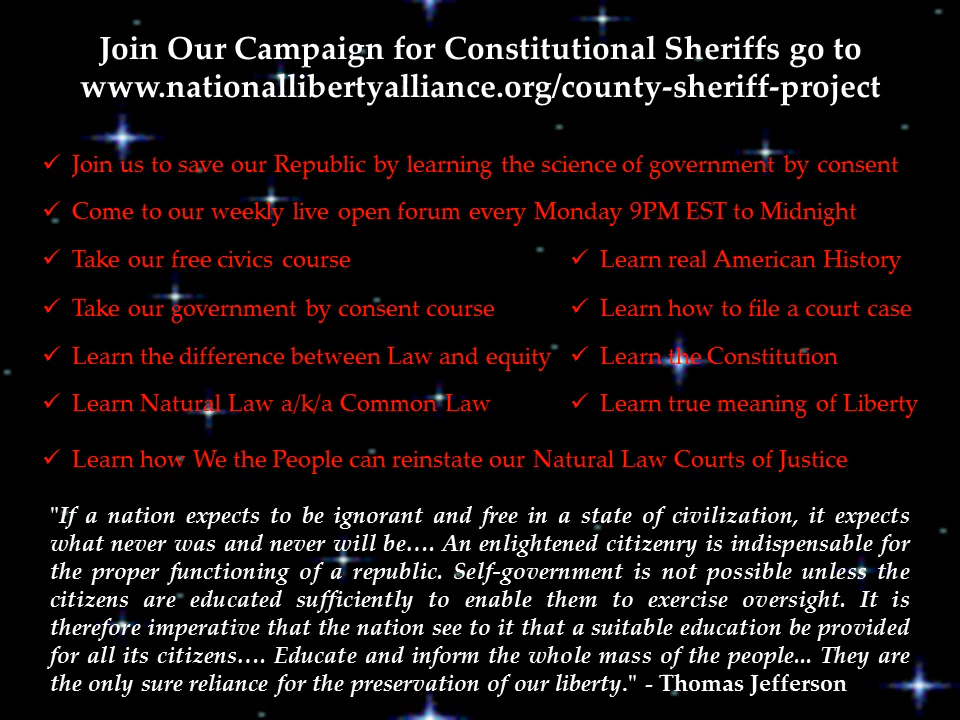 Join Our Campaign for Constitutional Sheriffs go to
www.nationallibertyalliance.org/county-sheriff-project
✓ Join us to save our Republic by learning the science of government by consent
✓ Come to our weekly live open forum every Monday 9PM EST to Midnight
✓ Take our free civics course ✓ Learn real American History
✓ Take our government by consent course ✓ Learn how to file a court case
✓ Learn the difference between Law and equity ✓ Learn the Constitution
✓ Learn Natural Law a/k/a Common Law ✓ Learn true meaning of Liberty
✓ Learn how We the People can reinstate our Natural Law Courts of Justice
"If a nation expects to be ignorant and free in a state of civilization, it expects
what never was and never will be…. An enlightened citizenry is indispensable for
the proper functioning of a republic. Self-government is not possible unless the
citizens are educated sufficiently to enable them to exercise oversight. It is
therefore imperative that the nation see to it that a suitable education be provided
for all its citizens…. Educate and inform the whole mass of the people... They are
the only sure reliance for the preservation of our liberty." - Thomas Jefferson